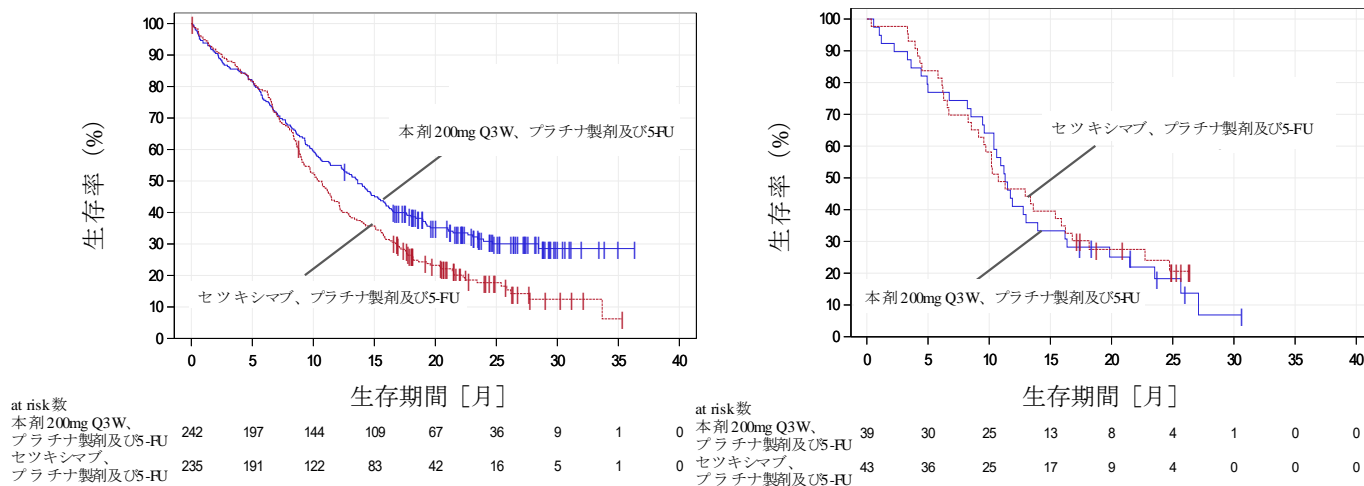 100
90
80
70
60
50
40
30
20
10
0
生存率 (%)
本剤200mg Q3W、プラチナ製剤及び5-FU
セツキシマブ、プラチナ製剤及び5-FU
0 5 10 15 20 25 30 35 40
生存期間 [月]
at risk数
本剤200mg Q3W、
プラチナ製剤及び5-FU
242 197 144 109 67 36 9 1 0
セツキシマブ、
プラチナ製剤及び5-FU
235 191 122 83 42 16 5 1 0
100
90
80
70
60
50
40
30
20
10
0
生存率 (%)
セツキシマブ、プラチナ製剤及び5-FU
本剤200mg Q3W、プラチナ製剤及び5-FU
0 5 10 15 20 25 30 35 40
生存期間 [月]
at risk数
本剤200mg Q3W、
プラチナ製剤及び5-FU
39 30 25 13 8 4 1 0 0
セツキシマブ、
プラチナ製剤及び5-FU
43 36 25 17 9 4 0 0 0